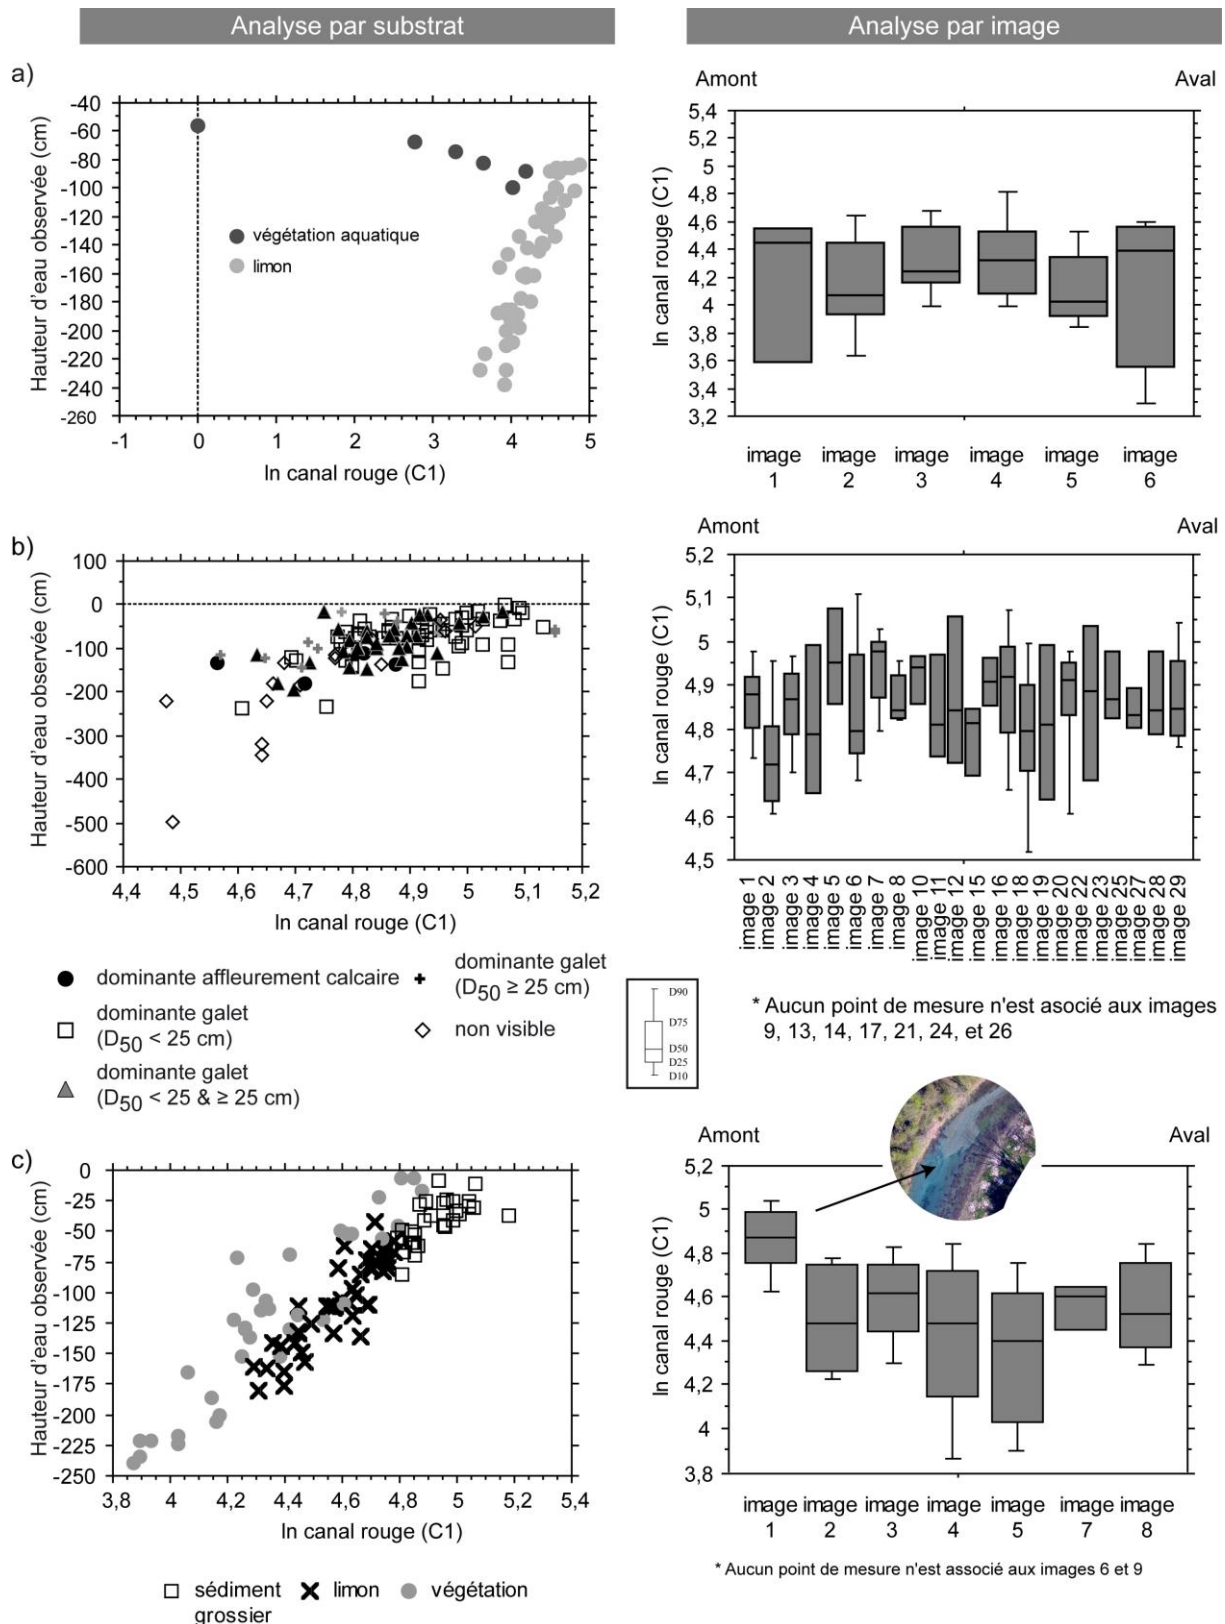 Analyse par substrat
Analyse par image
a)
Hauteur d'eau observée (cm)
-40
-60
-80
-100
-120
-140
-160
-180
-200
-220
-240
-260
végétation aquatique
limon
-1
0
1
2
3
4
5
ln canal rouge (C1)
Amont
Aval
ln canal rouge (C1)
5,4
5,2
5
4,8
4,6
4,4
4,2
4
3,8
3,6
3,4
3,2
image 1
image 2
image 3
image 4
image 5
image 6
b)
Hauteur d'eau observée (cm)
100
0
-100
-200
-300
-400
-500
-600
4,4
4,5
4,6
4,7
4,8
4,9
5
5,1
5,2
ln canal rouge (C1)
dominante affleurement calcaire
dominante galet
(D50 < 25 cm)
dominante galet
(D50 < 25 & ≥ 25 cm)
dominante galet
(D50 ≥ 25 cm)
non visible
Amont
Aval
ln canal rouge (C1)
5,2
5,1
5
4,9
4,8
4,7
4,6
4,5
image 1
image 2
image 3
image 4
image 5
image 6
image 7
image 8
image 10
image 11
image 12
image 15
image 16
image 18
image 19
image 20
image 22
image 23
image 25
image 27
image 28
image 29
D90
D75
D50
D25
D10
* Aucun point de mesure n'est associé aux images
9, 13, 14, 17, 21, 24, et 26
c)
Hauteur d'eau observée (cm)
0
-25
-50
-75
-100
-125
-150
-175
-200
-225
-250
3,8
4
4,2
4,4
4,6
4,8
5
5,2
5,4
ln canal rouge (C1)
sédiment
grossier
limon
végétation
Amont
Aval
ln canal rouge (C1)
5,2
5
4,8
4,6
4,4
4,2
4
3,8
image 1
image 2
image 3
image 4
image 5
image 7
image 8
* Aucun point de mesure n'est associé aux images 6 et 9